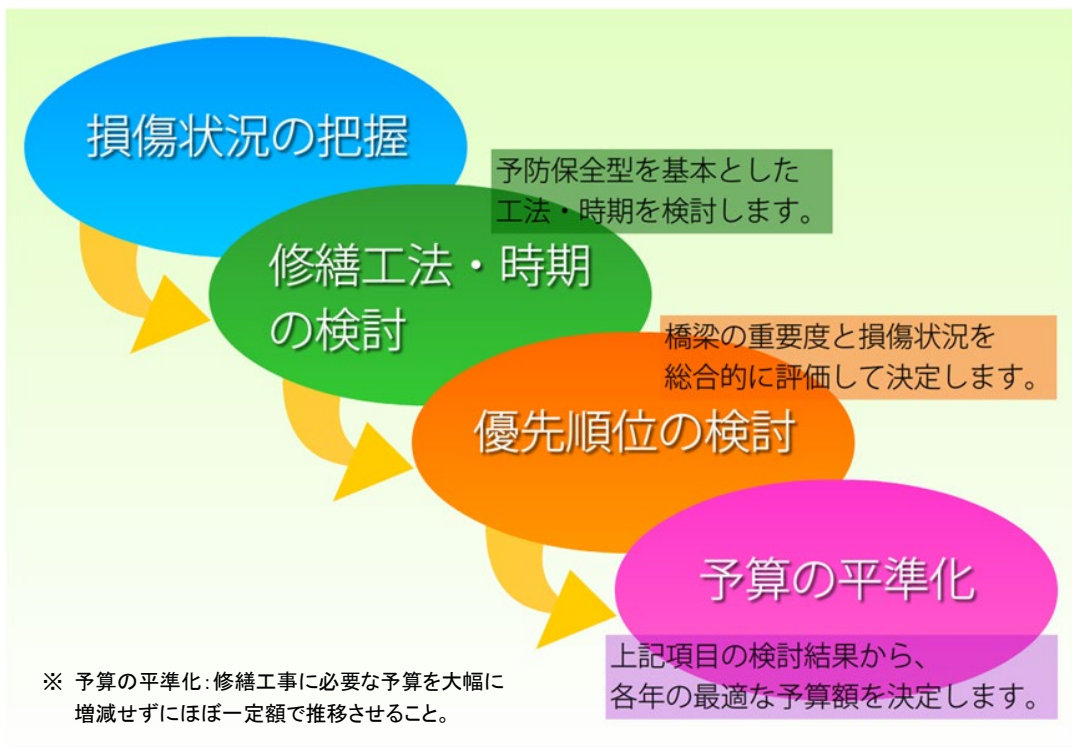 損傷状況の把握
予防保全型を基本とした
工法・時期を検討します。
修繕工法・時期
の検討
橋梁の重要度と損傷状況を
総合的に評価して決定します。
優先順位の検討
予算の平準化
上記項目の検討結果から、
各年の最適な予算額を決定します。
※ 予算の平準化:修繕工事に必要な予算を大幅に
増減せずにほぼ一定額で推移させること。